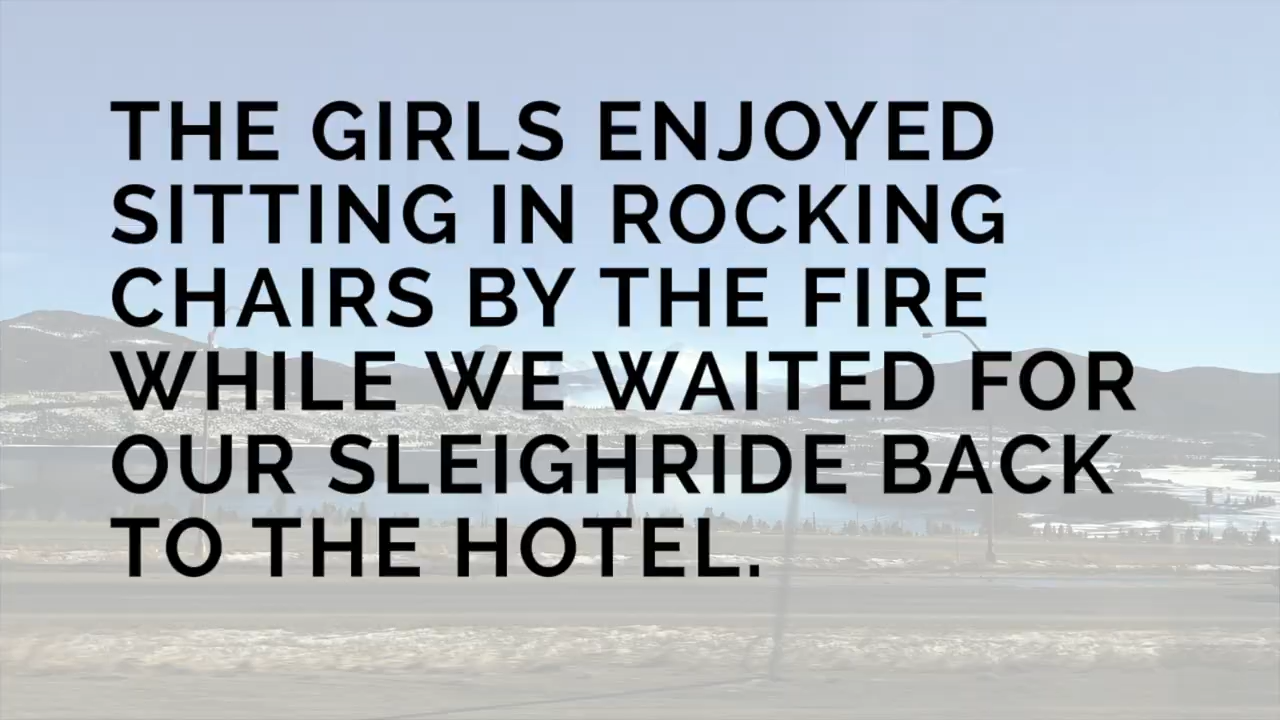 THE GIRLS ENJOYED
SITTING IN ROCKING
CHAIRS BY THE FIRE
WHILE WE WAITED FOR
OUR SLEIGHRIDE BACK
TO THE HOTEL.